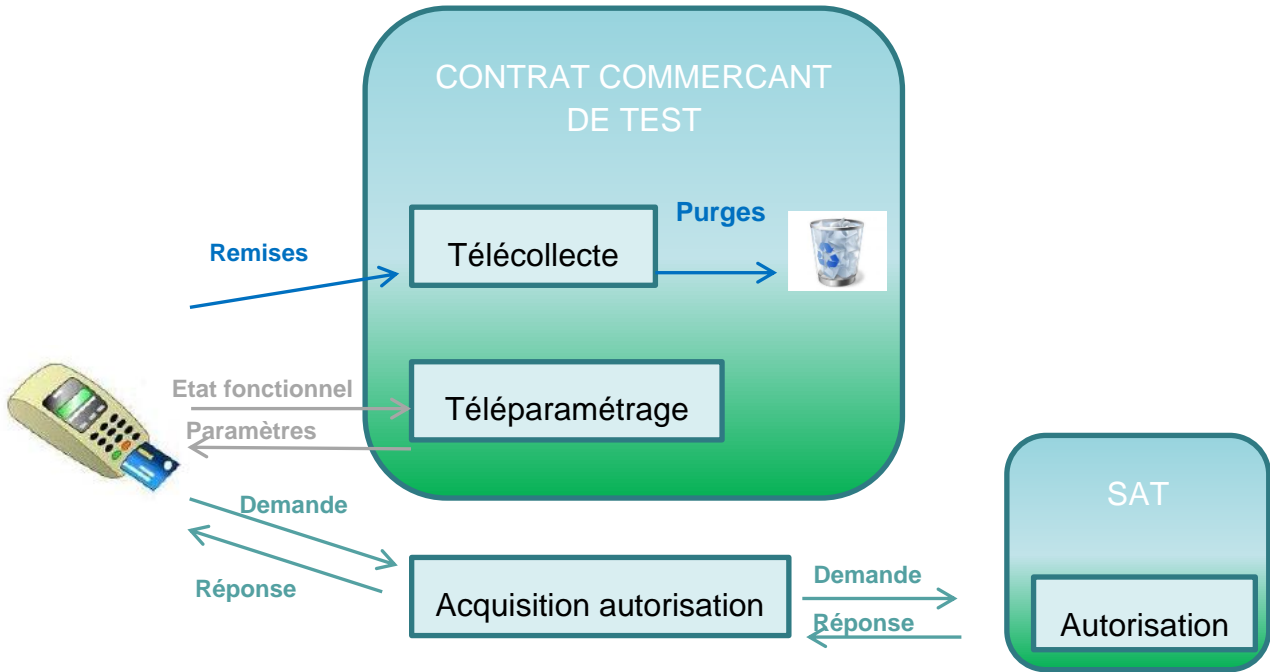 CONTRAT COMMERCANT
DE TEST
Purges
Remises
Télécollecte
Etat fonctionnel
Téléparamétrage
Paramètres
Demande
SAT
Réponse
Acquisition autorisation
Demande
Réponse
Autorisation